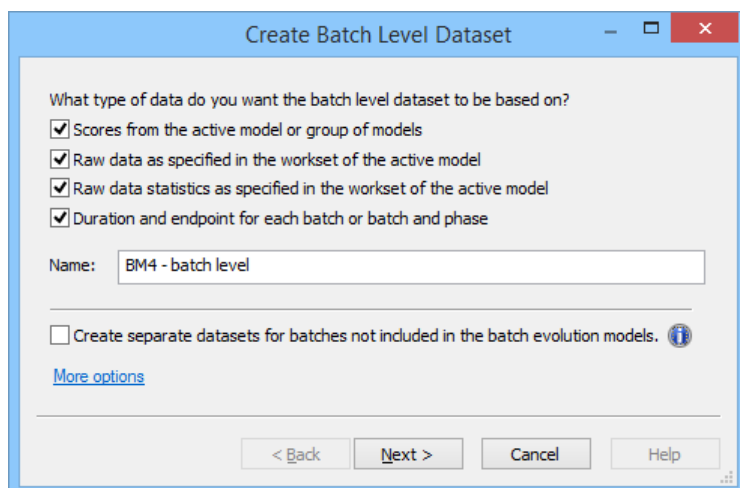 Create Batch Level Dataset
What type of data do you want the batch level dataset to be based on?
Scores from the active model or group of models
Raw data as specified in the workset of the active model
Raw data statistics as specified in the workset of the active model
Duration and endpoint for each batch or batch and phase
Name: BM4 - batch level
Create separate datasets for batches not included in the batch evolution models.
More options
< Back Next > Cancel Help